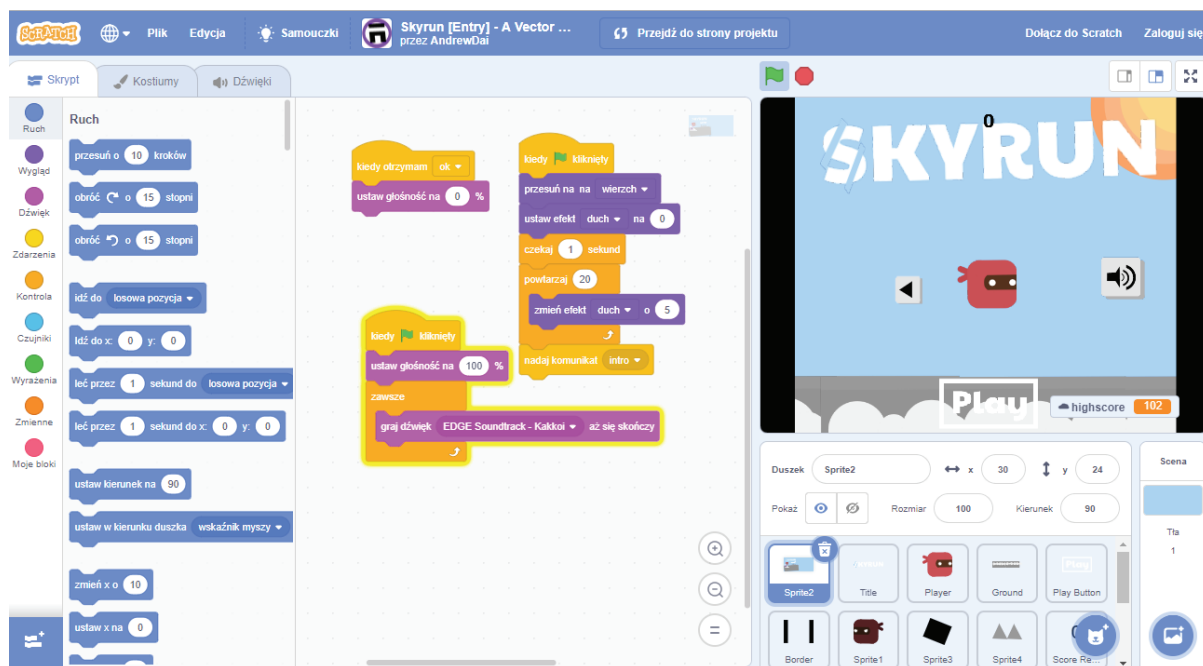 SCRATCH Plik Edycja Samouczki Skyrun [Entry] - A Vector ... Przejdź do strony projektu Dołącz do Scratch Zaloguj się
przez AndrewDai
Skrypt Kostiumy Dźwięki
Ruch
Wygląd
Dźwięk
Zdarzenia
Kontrola
Czujniki
Wyrażenia
Zmienne
Moje bloki
Ruch
przesuń o 10 kroków
obróć o 15 stopni
obróć o 15 stopni
idź do losowa pozycja
Idź do x: 0 y: 0
leć przez 1 sekund do losowa pozycja
leć przez 1 sekund do x: 0 y: 0
ustaw kierunek na 90
ustaw w kierunku duszka wskaźnik myszy
zmień x o 10
ustaw x na 0
kiedy otrzymam ok
ustaw głośność na 0 %
kiedy kliknięty
przesuń na na wierzch
ustaw efekt duch na 0
czekaj 1 sekund
powtarzaj 20
zmień efekt duch o 5
nadaj komunikat intro
kiedy kliknięty
ustaw głośność na 100 %
zawsze
graj dźwięk EDGE Soundtrack - Kakkoi aż się skończy
0
SKYRUN
Play
highscore 102
Duszek Sprite2 x 30 y 24
Pokaż Rozmiar 100 Kierunek 90
Sprite2 Title Player Ground Play Button
Border Sprite1 Sprite3 Sprite4 Score Re...
Scena
Tła
1